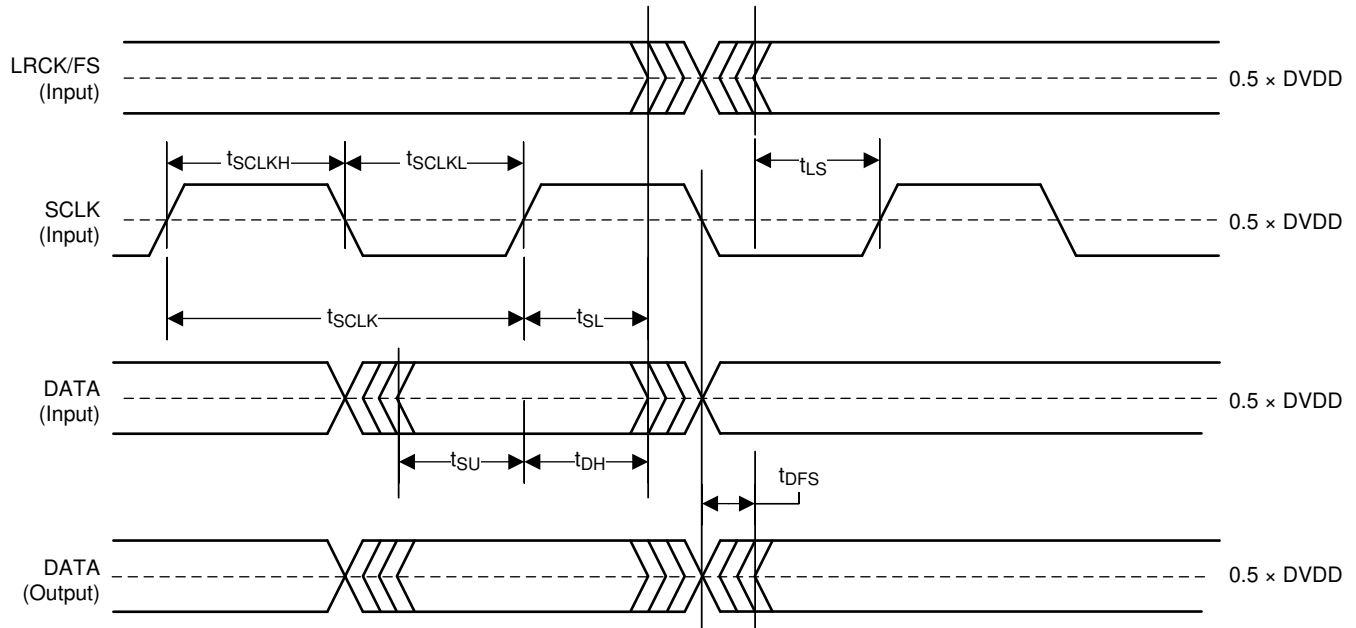 LRCK/FS
(Input)
0.5 × DVDD
tSCLKH
tSCLKL
tLS
SCLK
(Input)
0.5 × DVDD
tSCLK
tSL
DATA
(Input)
0.5 × DVDD
tSU
tDH
tDFS
DATA
(Output)
0.5 × DVDD